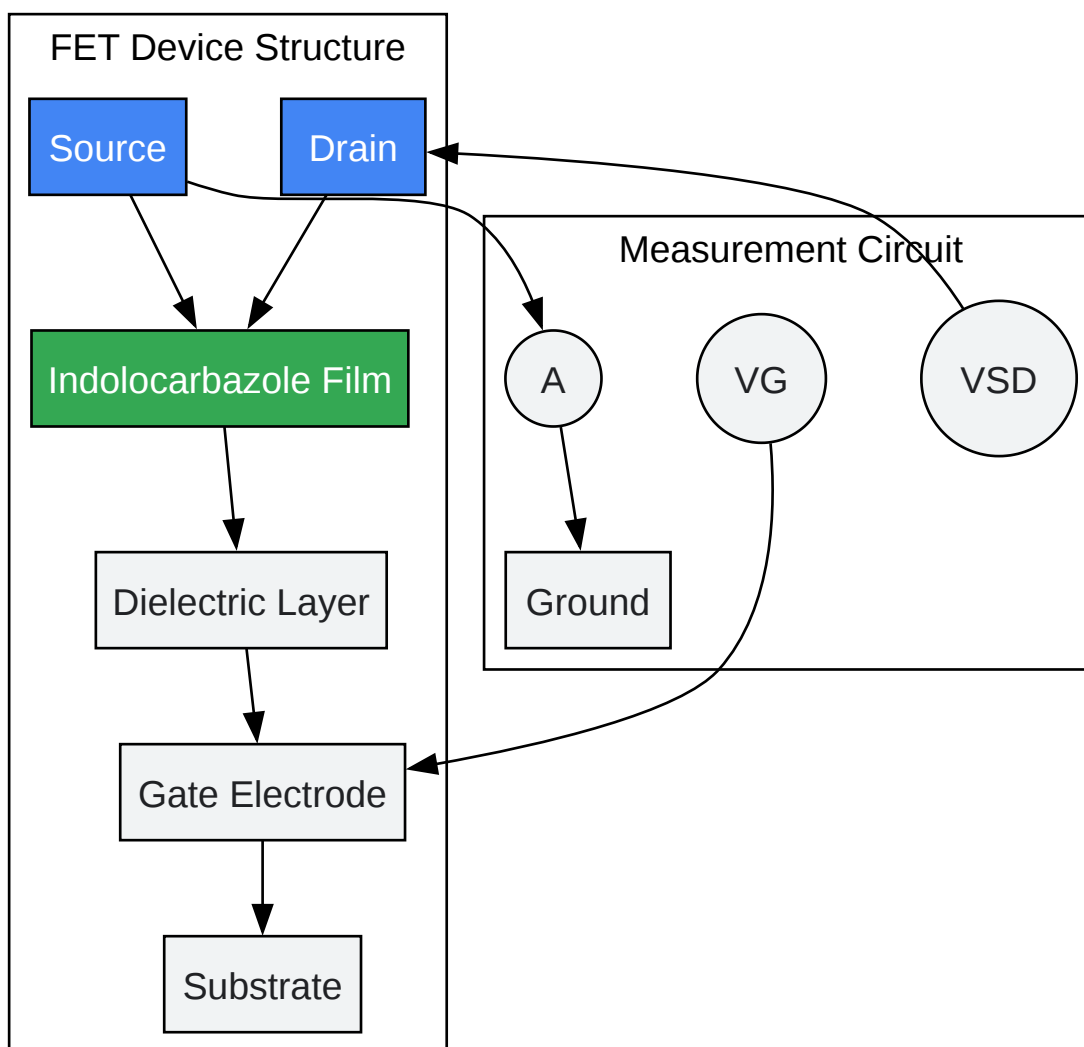 FET Device Structure
Source
Drain
Measurement Circuit
Indolocarbazole Film
A
VG
VSD
Dielectric Layer
Ground
Gate Electrode
Substrate